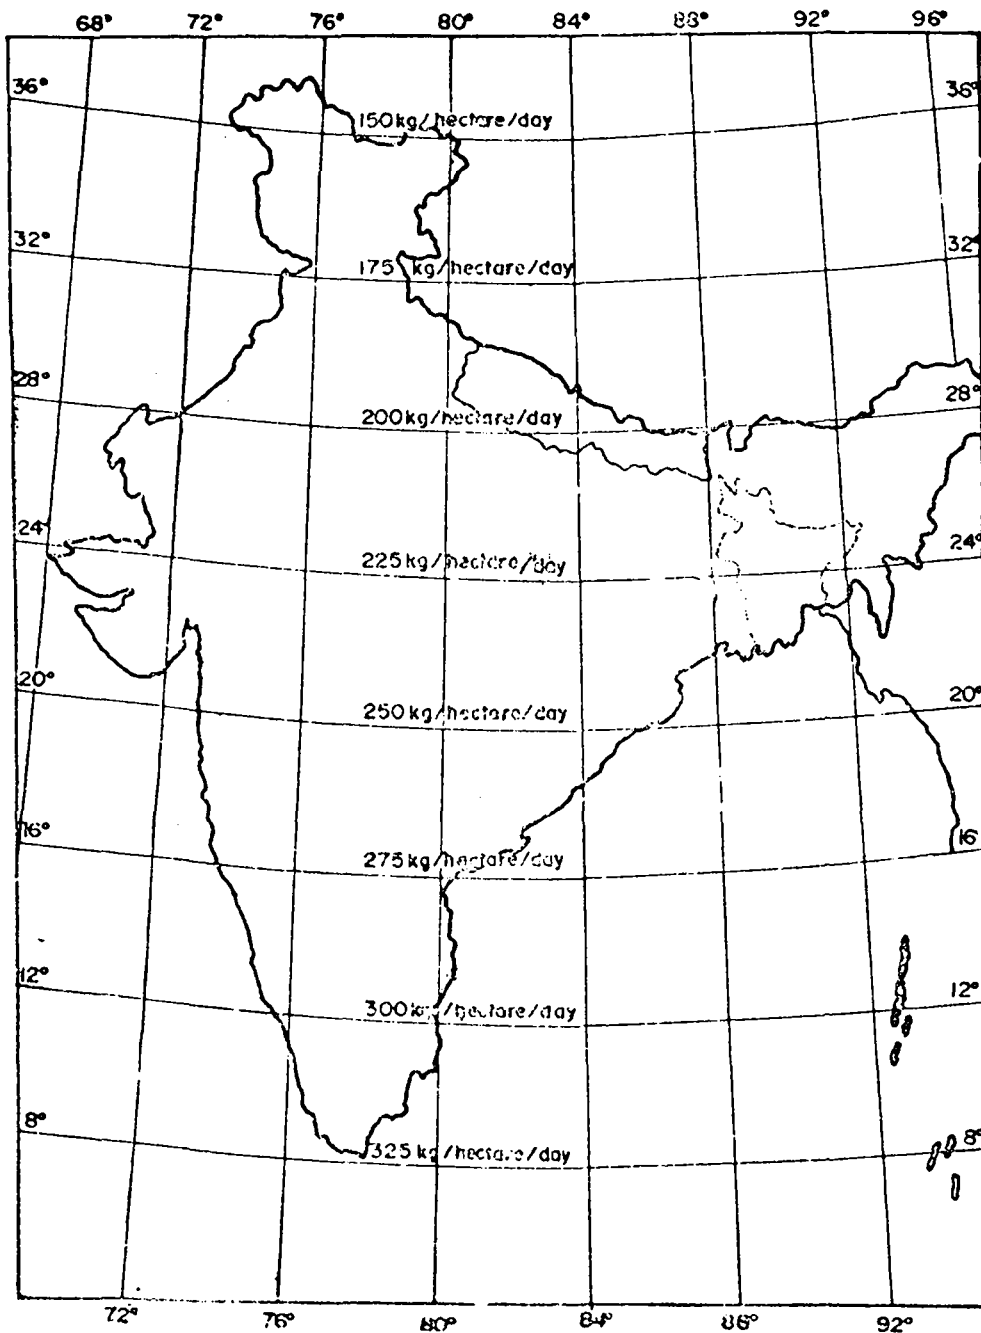 68° 72° 76° 80° 84° 88° 92° 96°
36° 36°
150 kg/hectare/day
32° 32°
175 kg/hectare/day
28° 28°
200 kg/hectare/day
24° 24°
225 kg/hectare/day
20° 20°
250 kg/hectare/day
16° 16°
275 kg/hectare/day
12° 12°
300 kg/hectare/day
8° 8°
325 kg/hectare/day
72° 76° 80° 84° 86° 92°